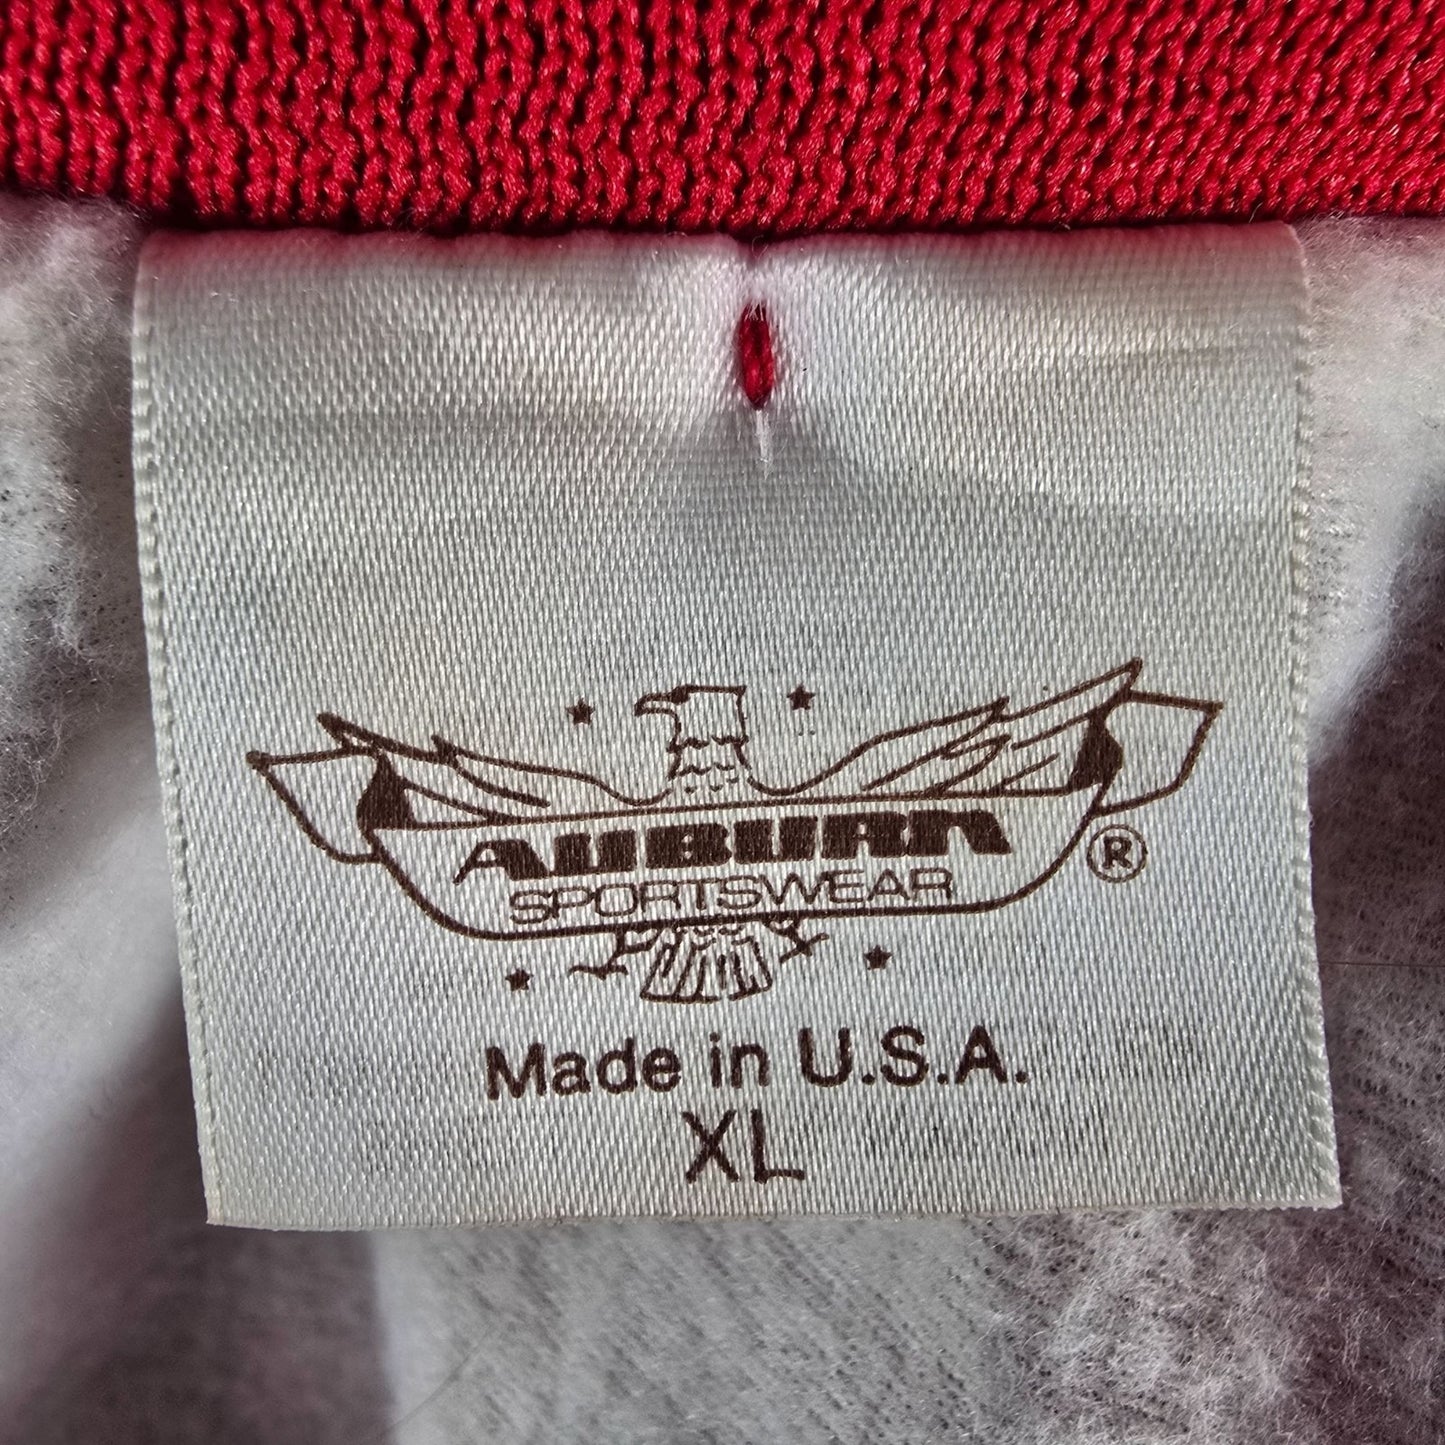 AUBURN
SPORTSWEAR
®
Made in U.S.A.
XL